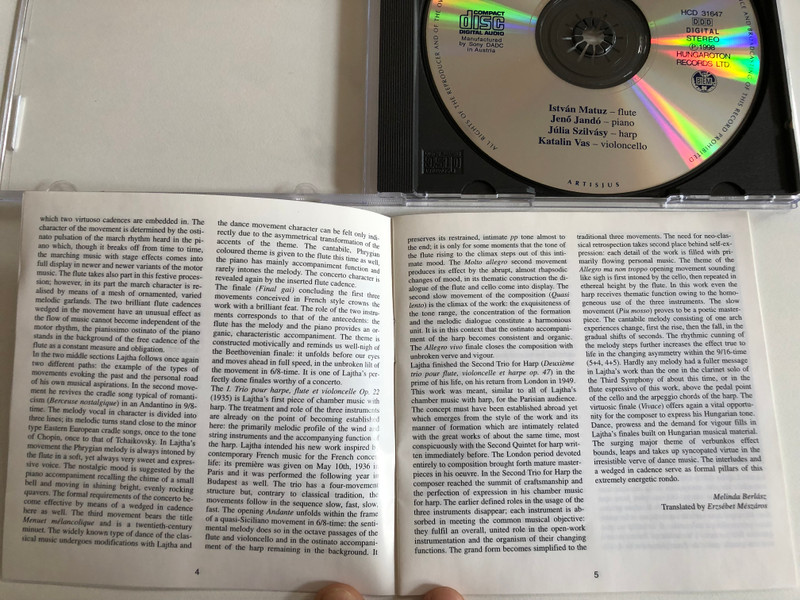 COMPACT
disc
DIGITAL AUDIO
Manufactured
by Sony DADC
in Austria
HCD 31647
DDD
DIGITAL
STEREO
℗ 1998
HUNGAROTON
RECORDS LTD
ALL RIGHTS OF THE PRODUCER AND OF THE
OF THIS RECORD PROHIBITED
István Matuz – flute
Jenő Jandó – piano
Júlia Szilvásy – harp
Katalin Vas – violoncello
ARTISJUS
which two virtuoso cadences are embedded in. The
character of the movement is determined by the osti-
nato pulsation of the march rhythm heard in the pi-
ano which, though it breaks off from time to time,
the marching music with stage effects comes into
full display in newer and newer variants of the motor
music. The flute takes also part in this festive proces-
sion; however, in its part the march character is re-
alised by means of a mesh of ornamented, varied
melodic garlands. The two brilliant flute cadences
wedged in the movement have an unusual effect as
the flow of music cannot become independent of the
motor rhythm, the pianissimo ostinato of the piano
stands in the background of the free cadence of the
flute as a constant measure and obligation.
In the two middle sections Lajtha follows once again
two different paths: the example of the types of
movements evoking the past and the personal road
of his own musical aspirations. In the second move-
ment he revives the cradle song typical of romanti-
cism (Berceuse nostalgique) in an Andantino in 9/8-
time. The melody vocal in character is divided into
three lines; its melodic turns stand close to the minor
type Eastern European cradle songs, once to the tone
of Chopin, once to that of Tchaikovsky. In Lajtha's
movement the Phrygian melody is always intoned by
the flute in a soft, yet always very sweet and expres-
sive voice. The nostalgic mood is suggested by the
piano accompaniment recalling the chime of a small
bell and moving in shining bright, evenly rocking
quavers. The formal requirements of the concerto be-
come effective by means of a wedged in cadence
here as well. The third movement bears the title
Menuet mélancolique and is a twentieth-century
minuet. The widely known type of dance of the clas-
sical music undergoes modifications with Lajtha and
4
the dance movement character can be felt only indi-
rectly due to the asymmetrical transformation of the
accents of the theme. The cantabile, Phrygian
coloured theme is given to the flute this time as well,
the piano has mainly accompaniment function and
rarely intones the melody. The concerto character is
revealed again by the inserted flute cadence.
The finale (Final gai) concluding the first three
movements conceived in French style crowds the
work with a brilliant feat. The role of the two instru-
ments corresponds to that of the antecedents: the
flute has the melody and the piano provides an or-
ganic, characteristic accompaniment. The theme is
constructed motivically and reminds us well-nigh of
the Beethovenian finale: it unfolds before our eyes
and moves ahead in full speed, in the unbroken lilt of
the movement in 6/8-time. It is one of Lajtha's per-
fectly done finales worthy of a concerto.
The I. Trio pour harpe, flute et violoncelle Op. 22
(1935) is Lajtha's first piece of chamber music with
harp. The treatment and role of the three instruments
are already on the point of becoming established
here: the primarily melodic profile of the wind and
string instruments and the accompanying function of
the harp. Lajtha intended his new work inspired by
contemporary French music for the French concert
life: its première was given on May 10th, 1936 in
Paris and it was performed the following year in
Budapest as well. The trio has a four-movement
structure but, contrary to classical tradition, the
movements follow in the sequence slow, fast, slow,
fast. The opening Andante unfolds within the frame
of a quasi-Siciliano movement in 6/8-time: the senti-
mental melody does so in the octave passages of the
flute and violoncello and in the ostinato accompani-
ment of the harp remaining in the background. It
preserves its restrained, intimate pp tone almost to
the end; it is only for some moments that the tone of
the flute rising to the climax steps out of this inti-
mate mood. The Molto allegro second movement
produces its effect by the abrupt, almost rhapsodic
changes of mood, in its thematic construction the di-
alogue of the flute and cello come into display. The
second slow movement of the composition (Quasi
lento) is the climax of the work: the exquisiteness of
the tone range, the concentration of the formation
and the melodic dialogue constitute a harmonious
unit. It is in this context that the ostinato accompani-
ment of the harp becomes consistent and organic.
The Allegro vivo finale closes the composition with
unbroken verve and vigour.
Lajtha finished the Second Trio for Harp (Deuxième
trio pour flute, violoncelle et harpe op. 47) in the
prime of his life, on his return from London in 1949.
This work was meant, similar to all of Lajtha's
chamber music with harp, for the Parisian audience.
The concept must have been established abroad yet
which emerges from the style of the work and its
manner of formation which are intimately related
with the great works of about the same time, most
conspicuously with the Second Quintet for Harp writ-
ten immediately before. The London period devoted
entirely to composition brought forth mature master-
pieces in his oeuvre. In the Second Trio for Harp the
composer reached the summit of craftsmanship and
the perfection of expression in his chamber music
for harp. The earlier defined roles in the usage of the
three instruments disappear; each instrument is ab-
sorbed in meeting the common musical objective:
they fulfil an overall, united role in the open-work
instrumentation and the organism of their changing
functions. The grand form becomes simplified to the
traditional three movements. The need for neo-clas-
sical retrospection takes second place behind self-ex-
pression: each detail of the work is filled with pri-
marily flowing personal music. The theme of the
Allegro ma non troppo opening movement sounding
like sigh is first intoned by the cello, then repeated in
ethereal height by the flute. In this work even the
harp receives thematic function owing to the homo-
geneous use of the three instruments. The slow
movement (Piu mosso) proves to be a poetic master-
piece. The cantabile melody consisting of one arch
experiences change, first the rise, then the fall, in the
gradual shifts of seconds. The rhythmic cunning of
the melody steps further increases the effect true to
life in the changing asymmetry within the 9/16-time
(5+4, 4+5). Hardly any melody had a fuller message
in Lajtha's work than the one in the clarinet solo of
the Third Symphony of about this time, or in the
flute expressive of this work, above the pedal point
of the cello and the arpeggio chords of the harp. The
virtuosic finale (Vivace) offers again a vital opportu-
nity for the composer to express his Hungarian tone.
Dance, prowess and the demand for vigour fills in
Lajtha's finales built on Hungarian musical material.
The surging major theme of verbunkos effect
bounds, leaps and takes up syncopated virtue in the
irresistible verve of dance music. The interludes and
a wedged in cadence serve as formal pillars of this
extremely energetic rondo.
Melinda Berlász
Translated by Erzsébet Mészáros
5